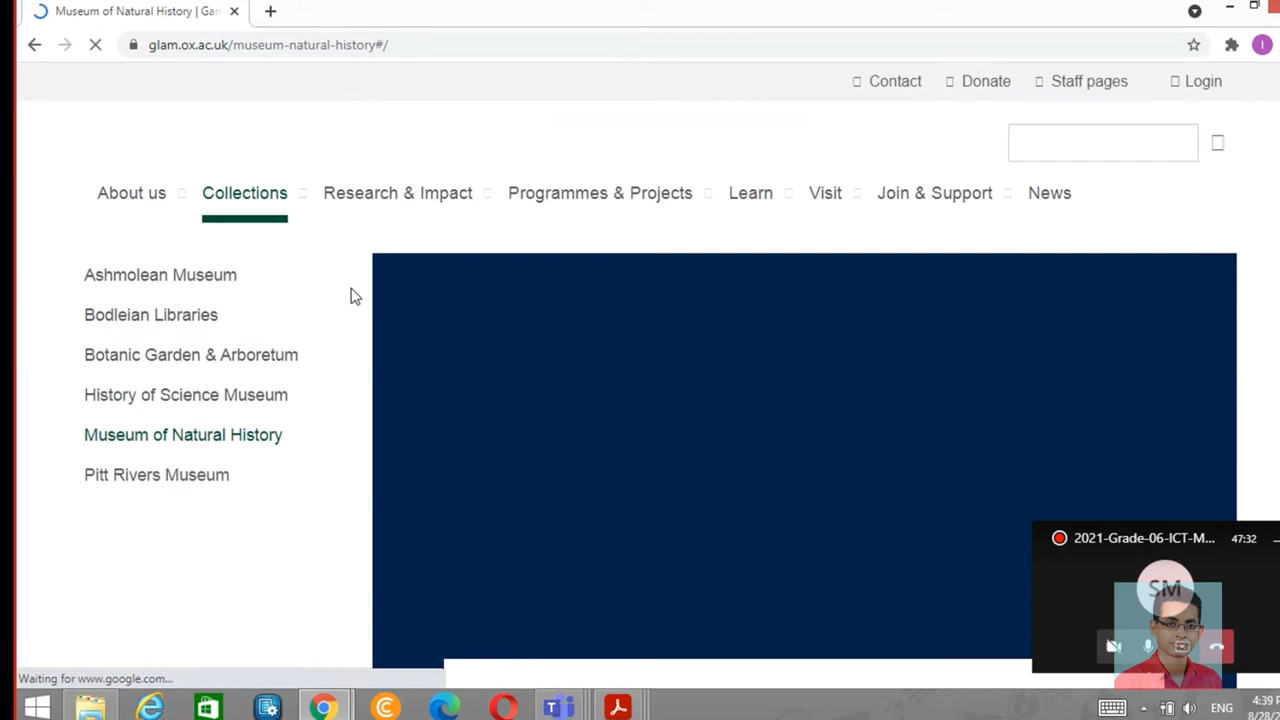 Museum of Natural History | Gar
glam.ox.ac.uk/museum-natural-history#/
Contact Donate Staff pages Login
About us Collections Research & Impact Programmes & Projects Learn Visit Join & Support News
Ashmolean Museum
Bodleian Libraries
Botanic Garden & Arboretum
History of Science Museum
Museum of Natural History
Pitt Rivers Museum
2021-Grade-06-ICT-M... 47:32
SM
Waiting for www.google.com...
ENG
4:39
8/28/